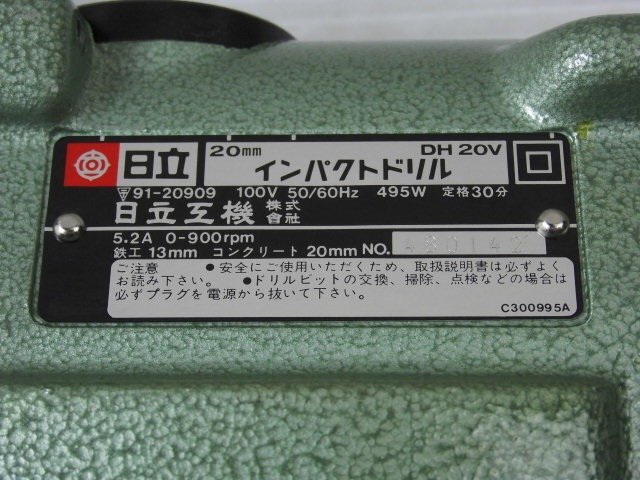 日立 20mm DH 20V
インパクトドリル
91-20909 100V 50/60Hz 495W 定格30分
日立工機 株式會社
5.2A 0-900rpm
鉄工 13mm コンクリート 20mm NO.
ご注意 ●安全にご使用いただくため、取扱説明書は必ずよく
お読み下さい。 ●ドリルビットの交換、掃除、点検などの場合は
必ずプラグを電源から抜いて下さい。
C300995A